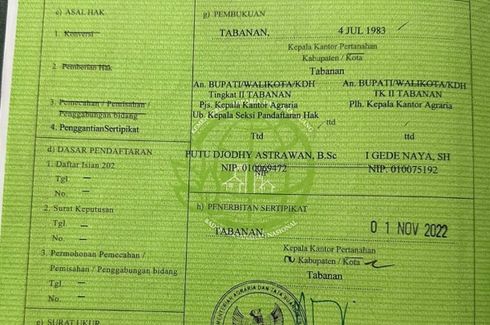 c) ASAL HAK
1. Konversi
2. Pemberian Hak
3. Pemecahan / Pemisahan /
Penggabungan bidang
4. PenggantianSertipikat
d) DASAR PENDAFTARAN
1. Daftar Isian 202
Tgl
No.
2. Surat Keputusan
Tgl
No.
3. Permohonan Pemecahan /
Pemisahan / Penggabungan bidang
Tgl.
No.
e) SURAT UKUR
g) PEMBUKUAN
TABANAN, 4 JUL 1983
Kepala Kantor Pertanahan
Kabupaten / Kota
Tabanan
An. BUPATI/WALIKOTA/KDH
Tingkat II TABANAN
Pjs. Kepala Kantor Agraria
Ub. Kepala Seksi Pandaftaran Hak
Ttd
PUTU DJODHY ASTRAWAN, B.Sc
NIP. 010069472
An. BUPATI/WALIKOTA/KDH
TK II TABANAN
Plh. Kepala Kantor Agraria
ttd
Ttd
I GEDE NAYA, SH
NIP. 010075192
h) PENERBITAN SERTIPIKAT
TABANAN, 01 NOV 2022
Kepala Kantor Pertanahan
Kabupaten / Kota
Tabanan